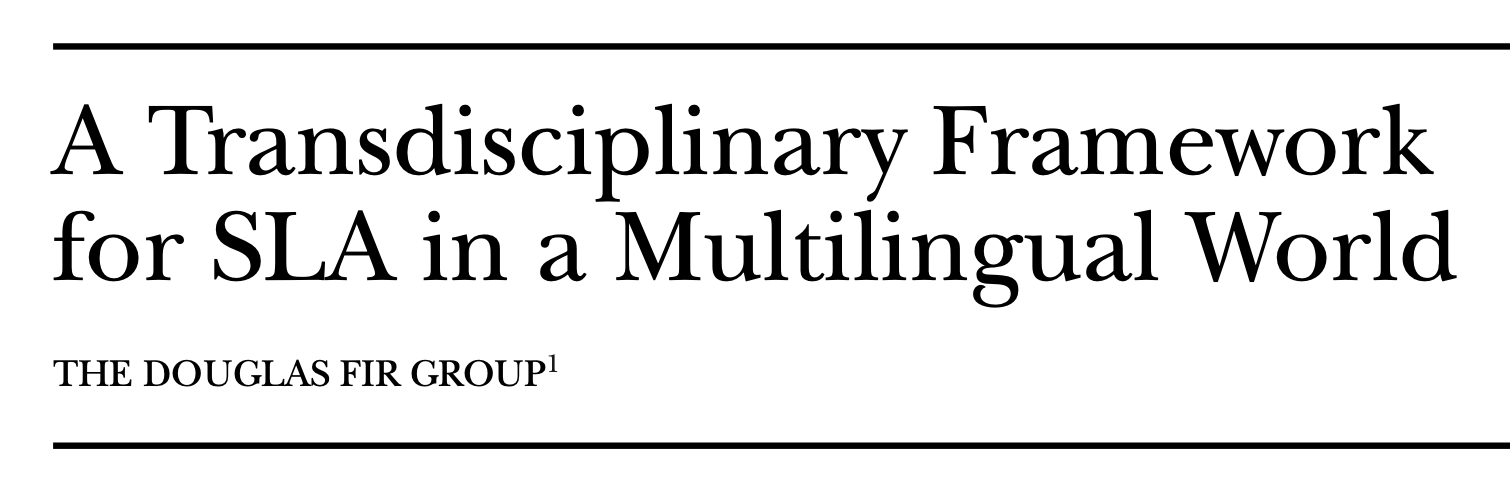 A Transdisciplinary Framework
for SLA in a Multilingual World
THE DOUGLAS FIR GROUP¹